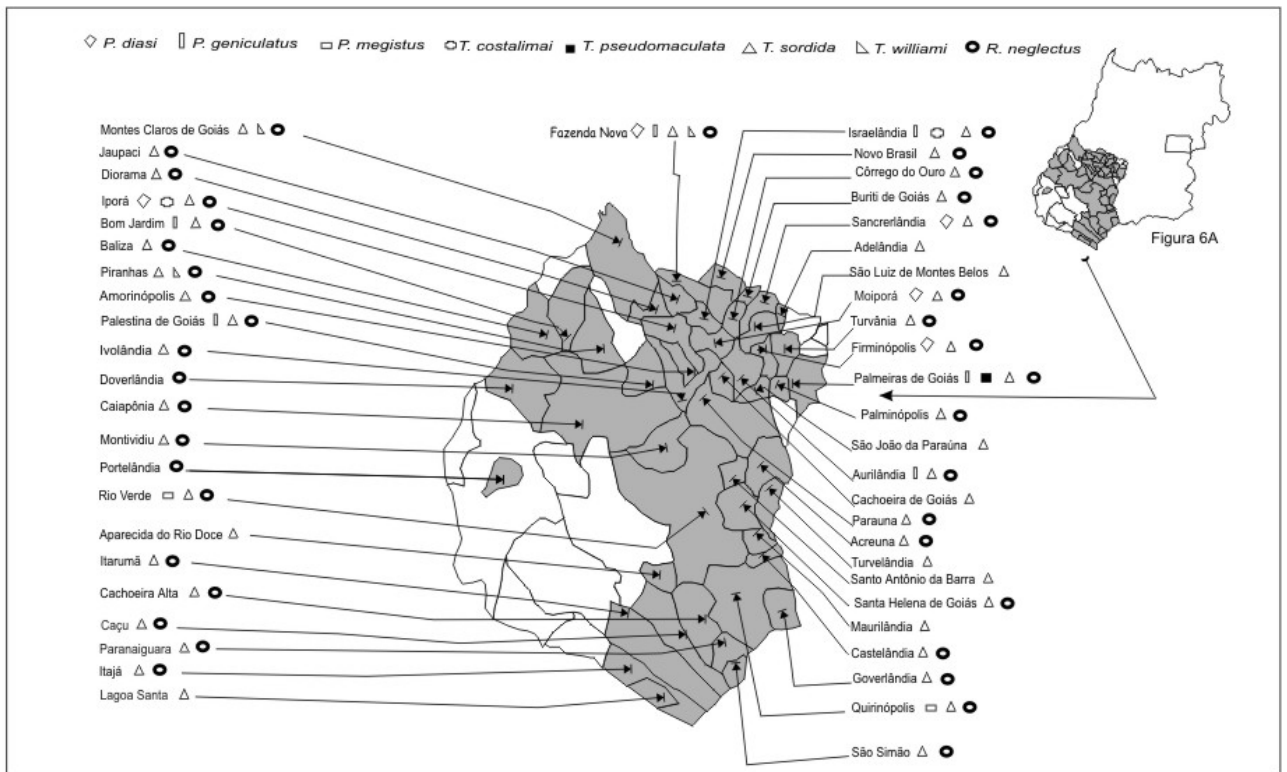 P. diasi P. geniculatus P. megistus T. costalimai T. pseudomaculata T. sordida T. williami R. neglectus
Figura 6A
Montes Claros de Goiás
Jaupaci
Diorama
Iporá
Bom Jardim
Baliza
Piranhas
Amorinópolis
Palestina de Goiás
Ivolândia
Doverlândia
Caiapônia
Montividiu
Portelândia
Rio Verde
Aparecida do Rio Doce
Itarumã
Cachoeira Alta
Caçu
Paranaiguara
Itajá
Lagoa Santa
Fazenda Nova
Israelândia
Novo Brasil
Côrrego do Ouro
Buriti de Goiás
Sancrerlândia
Adelândia
São Luiz de Montes Belos
Moiporá
Turvânia
Firminópolis
Palmeiras de Goiás
Palminópolis
São João da Paraúna
Aurilândia
Cachoeira de Goiás
Parauna
Acreuna
Turvelândia
Santo Antônio da Barra
Santa Helena de Goiás
Maurilândia
Castelândia
Goverlândia
Quirinópolis
São Simão